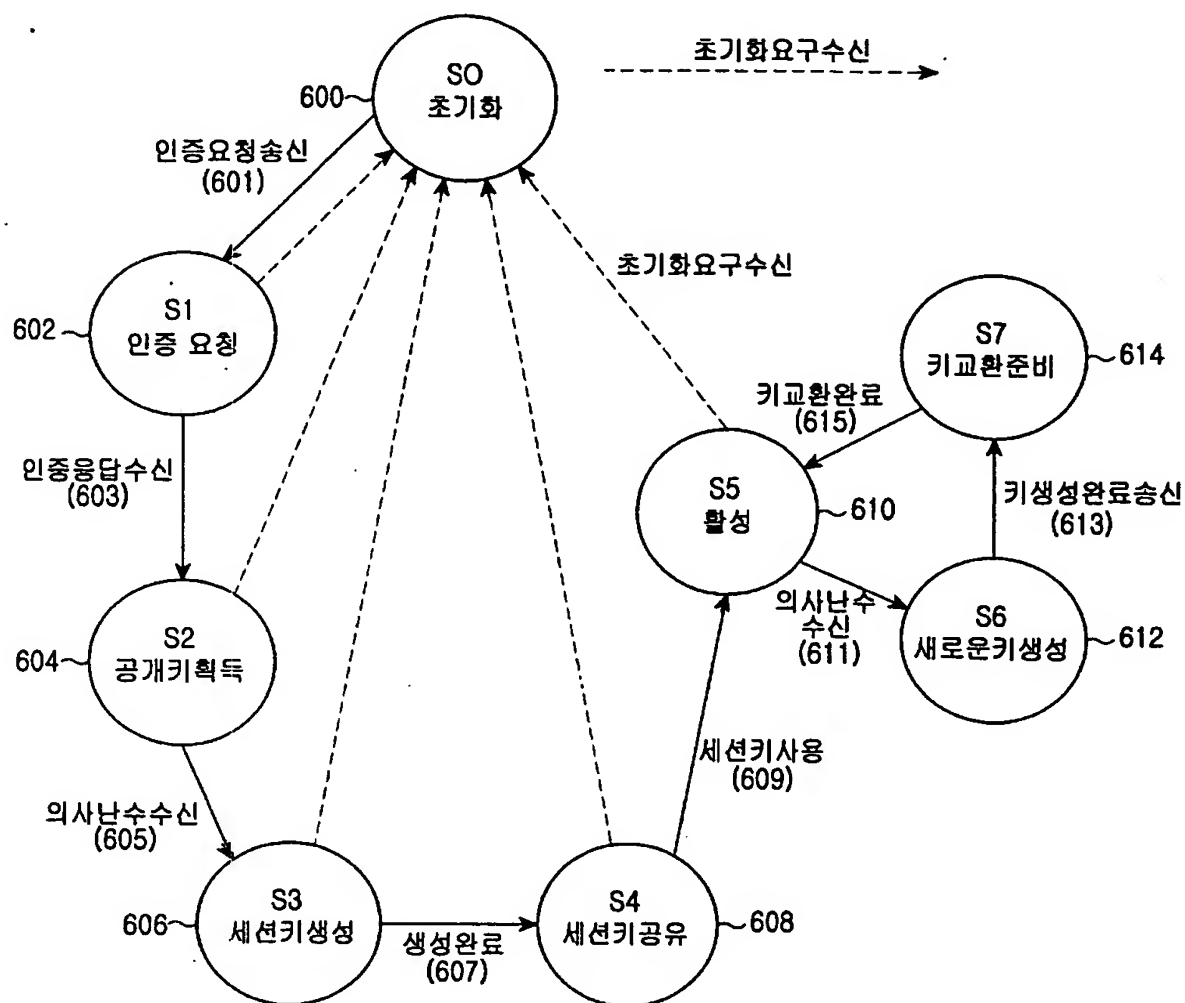 S0
초기화
600
초기화요구수신
인증요청송신
(601)
초기화요구수신
S1
인증 요청
602
S7
키교환준비
614
키교환완료
(615)
인중응답수신
(603)
S5
활성
610
키생성완료송신
(613)
의사난수
수신
(611)
S6
새로운키생성
612
S2
공개키획득
604
세션키사용
(609)
의사난수수신
(605)
S3
세션키생성
606
생성완료
(607)
S4
세션키공유
608